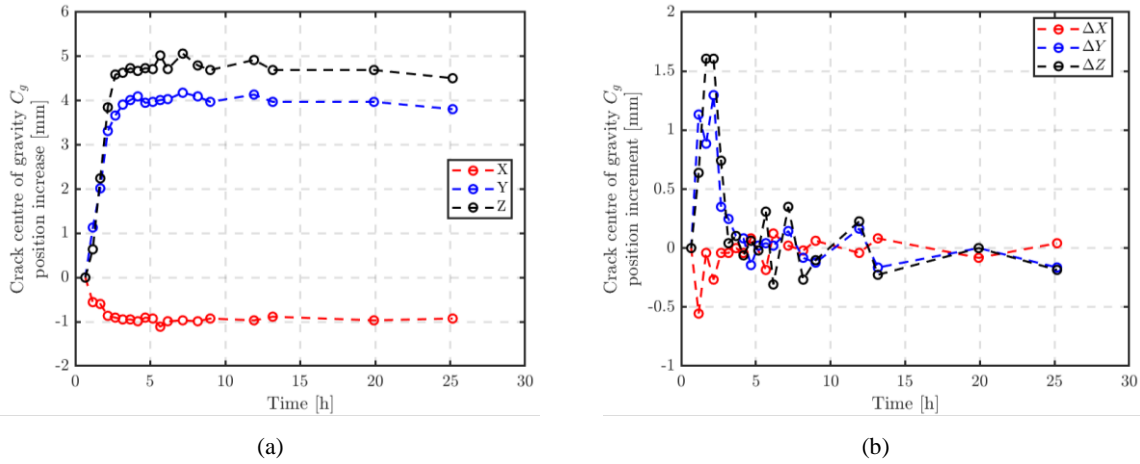 Crack centre of gravity C_g
position increase [mm]
6
5
4
3
2
1
0
-1
-2
X
Y
Z
0 5 10 15 20 25 30
Time [h]
(a)
Crack centre of gravity C_g
position increment [mm]
2
1.5
1
0.5
0
-0.5
-1
ΔX
ΔY
ΔZ
0 5 10 15 20 25 30
Time [h]
(b)